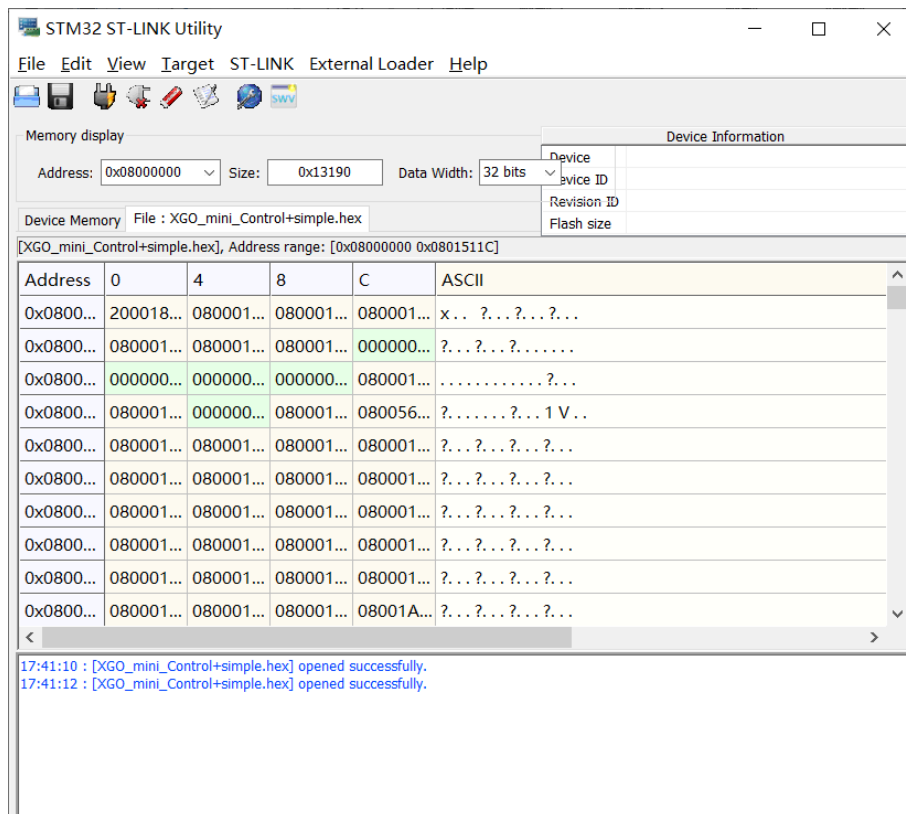 STM32 ST-LINK Utility
File Edit View Target ST-LINK External Loader Help
SWV
Memory display
Device Information
Address: 0x08000000 Size: 0x13190 Data Width: 32 bits
Device
Device ID
Revision ID
Flash size
Device Memory File : XGO_mini_Control+simple.hex
[XGO_mini_Control+simple.hex], Address range: [0x08000000 0x0801511C]
Address 0 4 8 C ASCII
0x0800... 200018... 080001... 080001... 080001... x . . ? . . . ? . . . ? . . .
0x0800... 080001... 080001... 080001... 000000... ? . . . ? . . . ? . . . . . . .
0x0800... 000000... 000000... 000000... 080001... . . . . . . . . . . . . ? . . .
0x0800... 080001... 000000... 080001... 080056... ? . . . . . . . ? . . . 1 V . .
0x0800... 080001... 080001... 080001... 080001... ? . . . ? . . . ? . . . ? . . .
0x0800... 080001... 080001... 080001... 080001... ? . . . ? . . . ? . . . ? . . .
0x0800... 080001... 080001... 080001... 080001... ? . . . ? . . . ? . . . ? . . .
0x0800... 080001... 080001... 080001... 080001... ? . . . ? . . . ? . . . ? . . .
0x0800... 080001... 080001... 080001... 080001... ? . . . ? . . . ? . . . ? . . .
0x0800... 080001... 080001... 080001... 08001A... ? . . . ? . . . ? . . . ? . . .
17:41:10 : [XGO_mini_Control+simple.hex] opened successfully.
17:41:12 : [XGO_mini_Control+simple.hex] opened successfully.